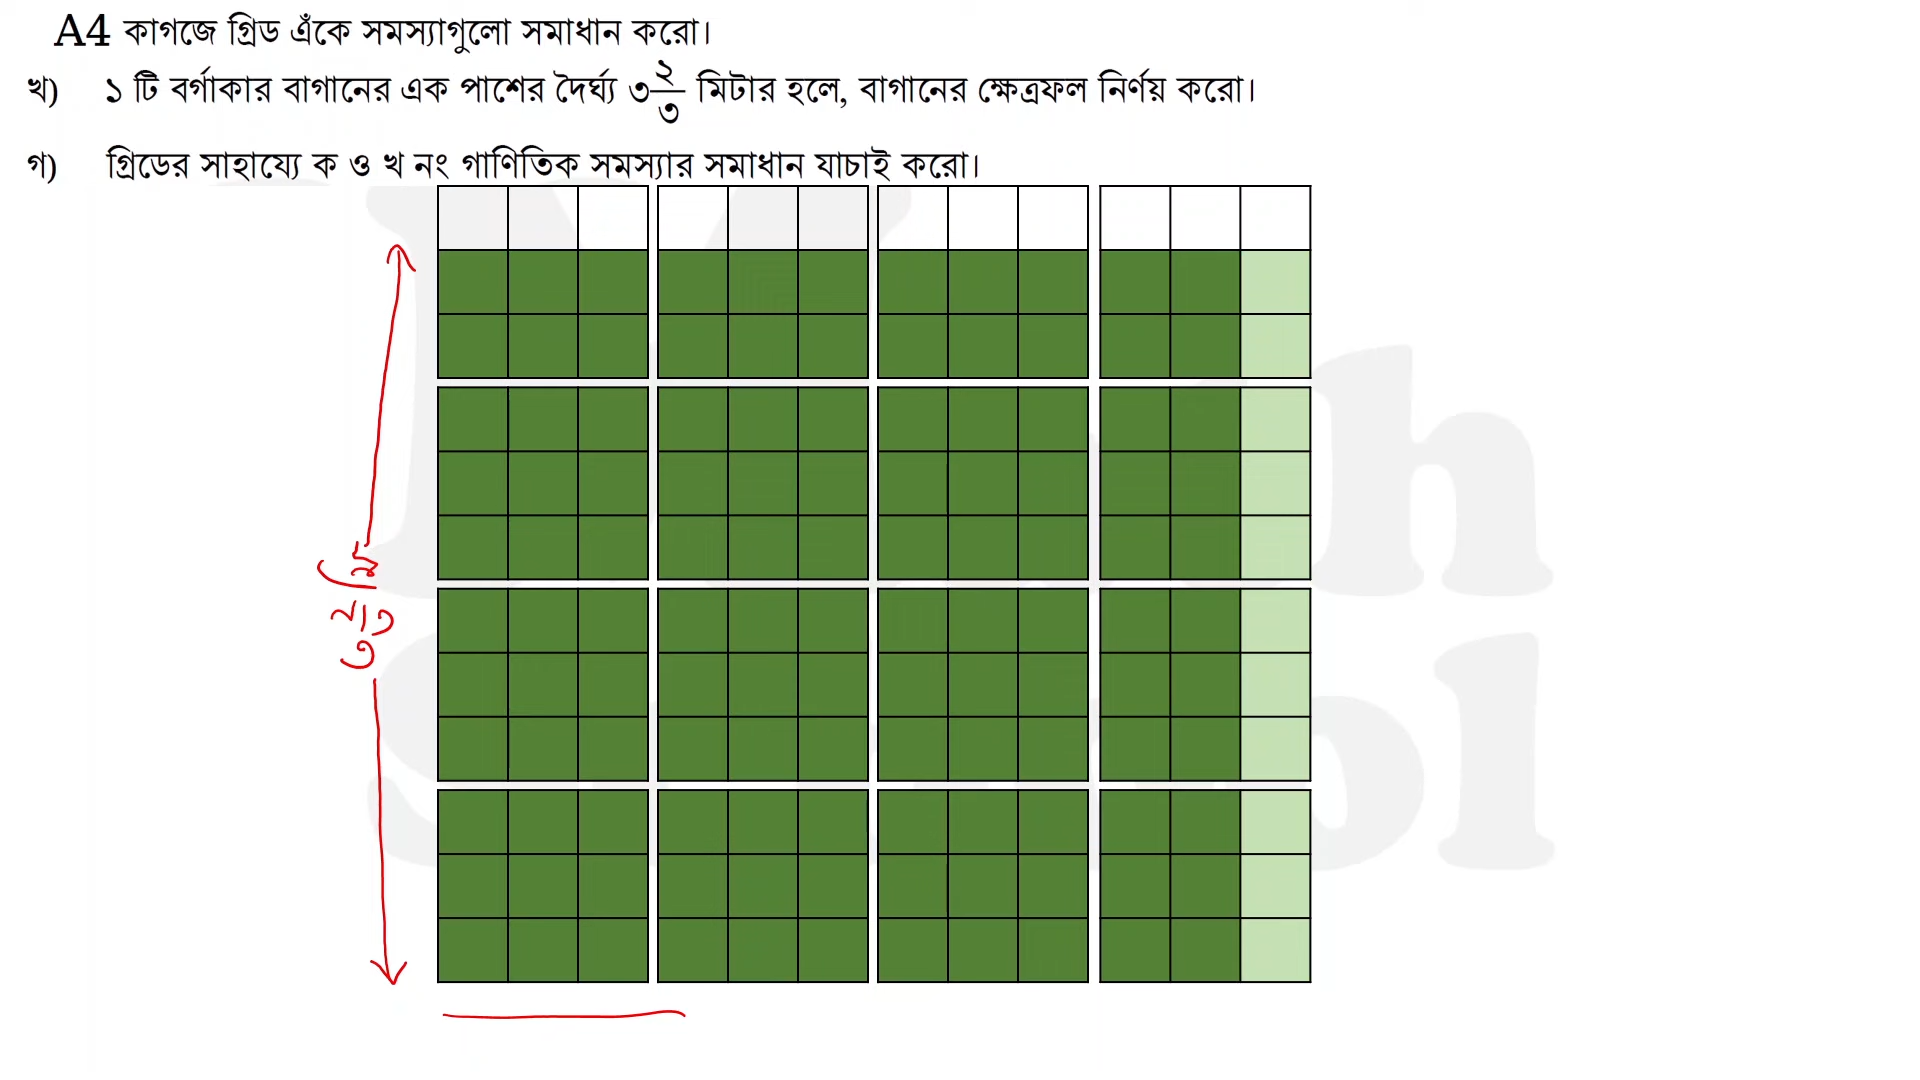 A4 কাগজে গ্রিড এঁকে সমস্যাগুলো সমাধান করো।
খ) ১ টি বর্গাকার বাগানের এক পাশের দৈর্ঘ্য ৩ ২/৩ মিটার হলে, বাগানের ক্ষেত্রফল নির্ণয় করো।
গ) গ্রিডের সাহায্যে ক ও খ নং গাণিতিক সমস্যার সমাধান যাচাই করো।
৩ ২/৩ মি